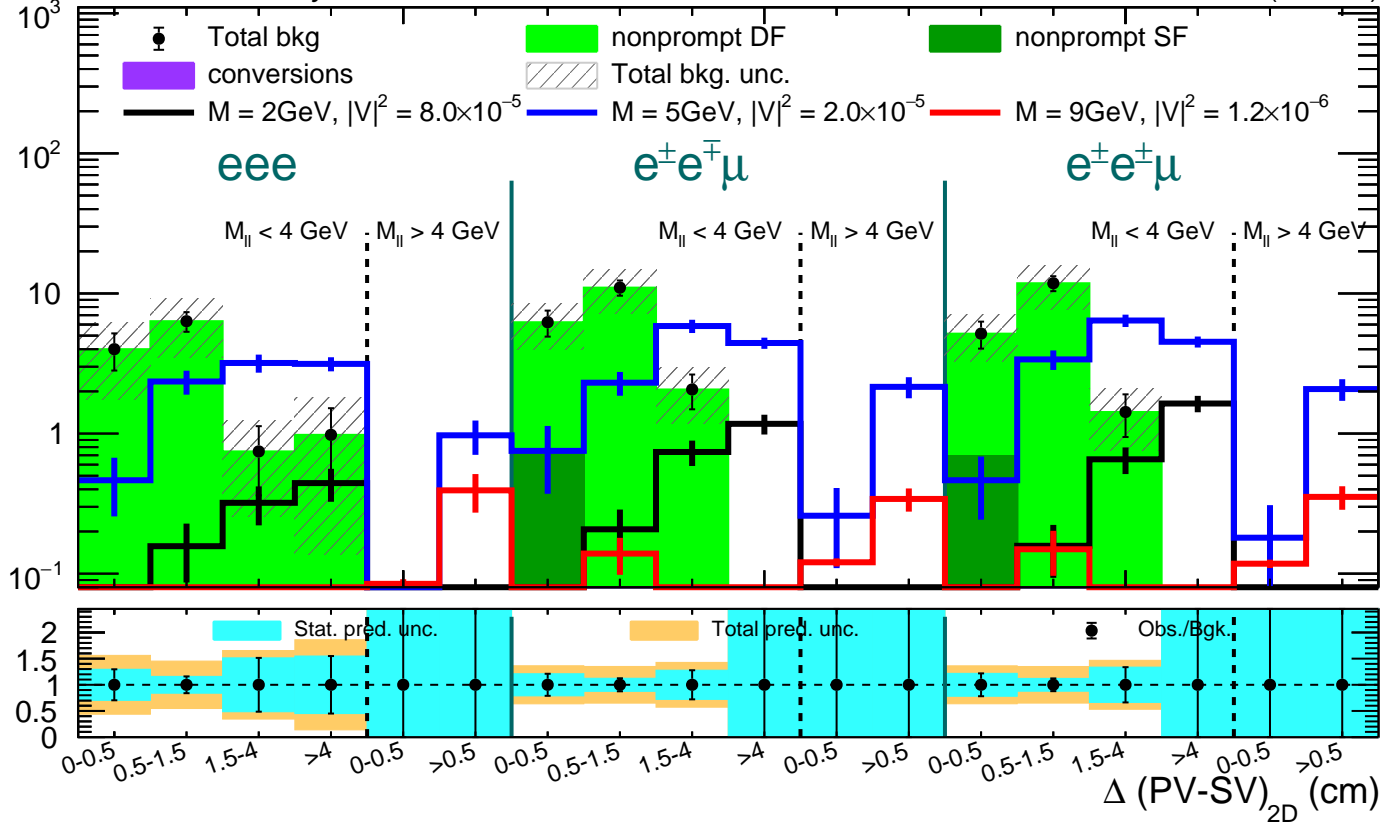 10³
Total bkg nonprompt DF nonprompt SF
conversions Total bkg. unc.
M = 2GeV, |V|² = 8.0×10⁻⁵ M = 5GeV, |V|² = 2.0×10⁻⁵ M = 9GeV, |V|² = 1.2×10⁻⁶
10²
eee e±e∓μ e±e±μ
M_ll < 4 GeV M_ll > 4 GeV M_ll < 4 GeV M_ll > 4 GeV M_ll < 4 GeV M_ll > 4 GeV
10
1
10⁻¹
2
Stat. pred. unc. Total pred. unc. Obs./Bgk.
1.5
1
0.5
0
0-0.5 0.5-1.5 1.5-4 >4 0-0.5 >0.5 0-0.5 0.5-1.5 1.5-4 >4 0-0.5 >0.5 0-0.5 0.5-1.5 1.5-4 >4 0-0.5 >0.5
Δ (PV-SV)₂D (cm)